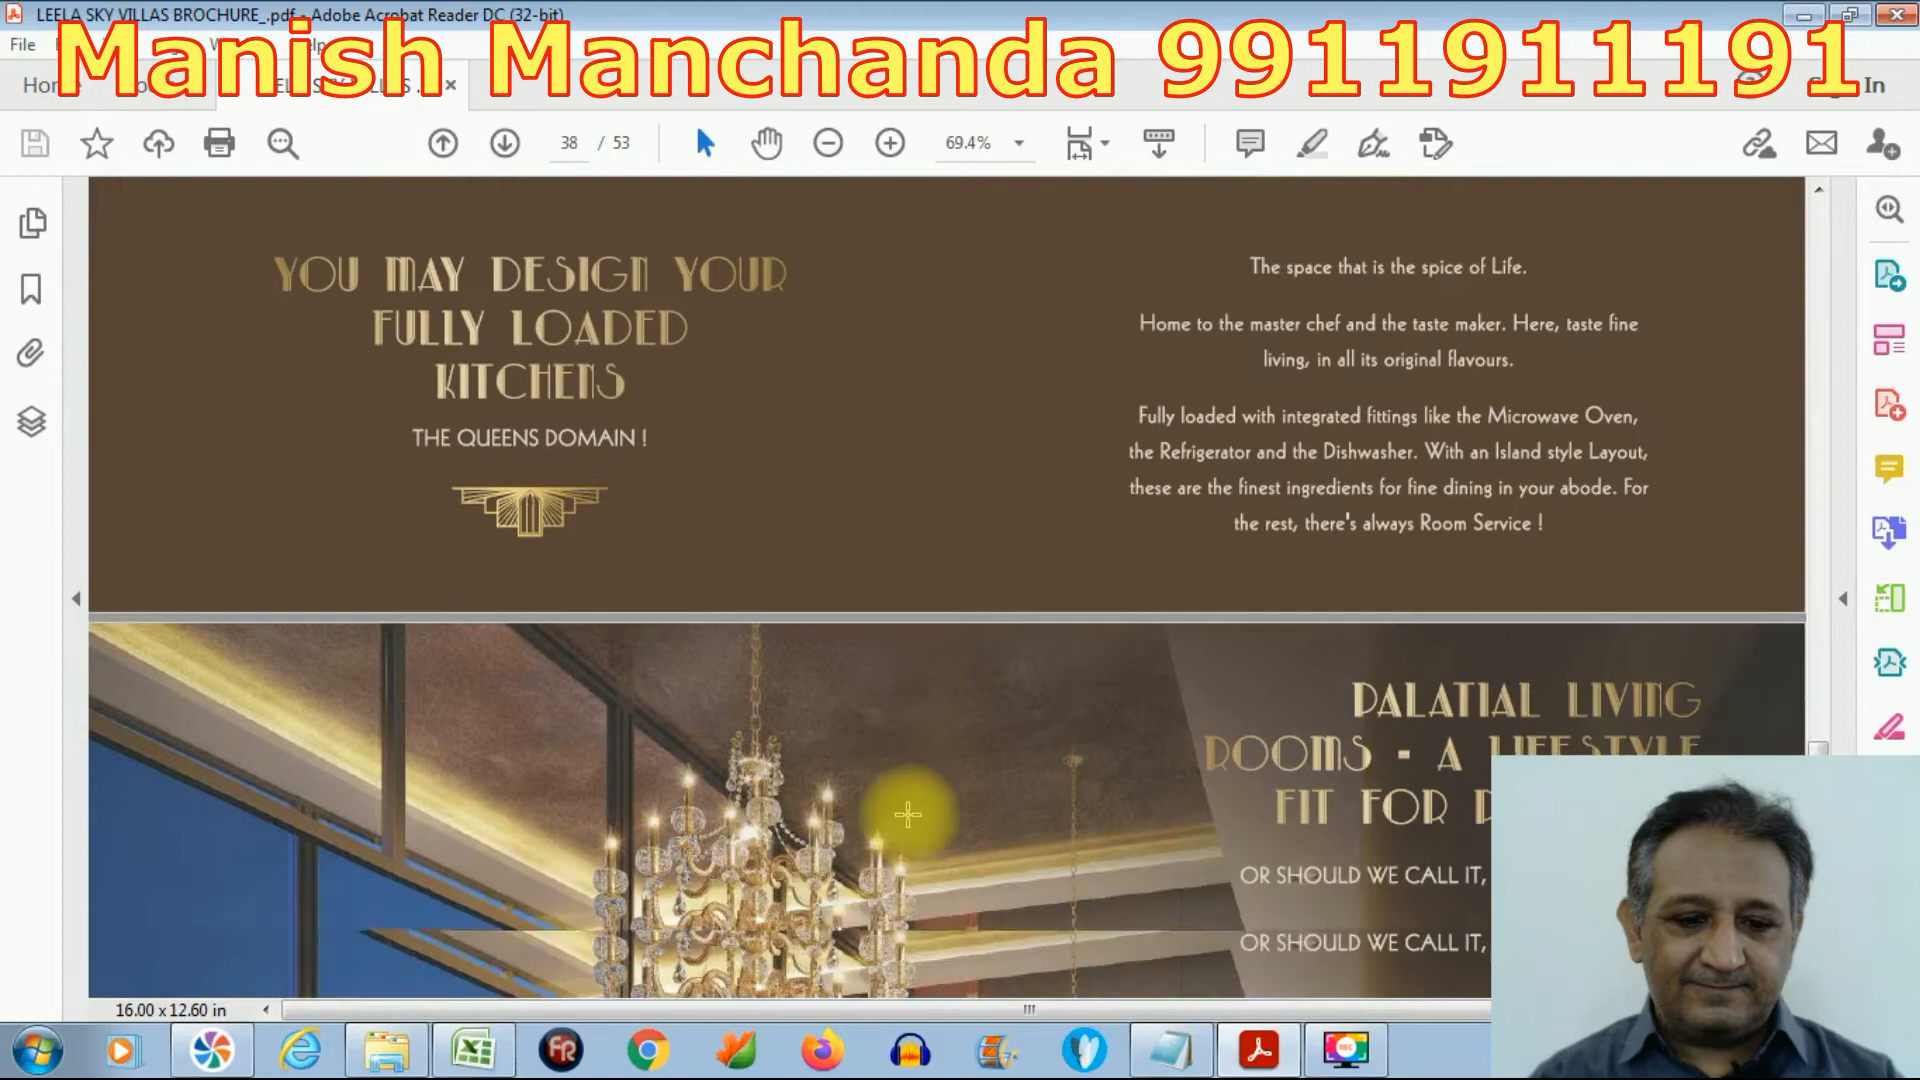 LEELA SKY VILLAS BROCHURE_.pdf - Adobe Acrobat Reader DC (32-bit)
Manish Manchanda 9911911191
File
In
38 / 53
69.4%
YOU MAY DESIGN YOUR
FULLY LOADED
KITCHENS
THE QUEENS DOMAIN !
The space that is the spice of Life.
Home to the master chef and the taste maker. Here, taste fine
living, in all its original flavours.
Fully loaded with integrated fittings like the Microwave Oven,
the Refrigerator and the Dishwasher. With an Island style Layout,
these are the finest ingredients for fine dining in your abode. For
the rest, there's always Room Service !
PALATIAL LIVING
ROOMS - A LIFESTYLE
FIT FOR
OR SHOULD WE CALL IT,
OR SHOULD WE CALL IT,
16.00 x 12.60 in
FR
REC